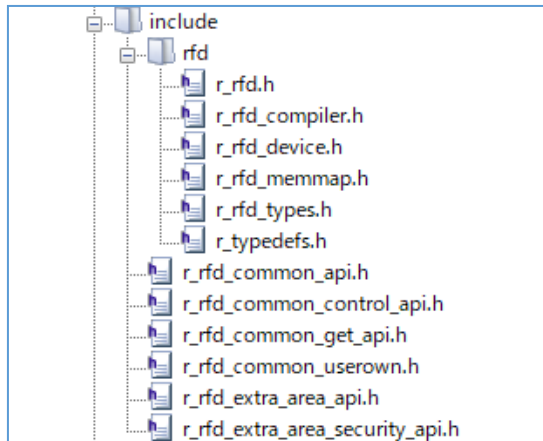 include
rfd
r_rfd.h
r_rfd_compiler.h
r_rfd_device.h
r_rfd_memmap.h
r_rfd_types.h
r_typedefs.h
r_rfd_common_api.h
r_rfd_common_control_api.h
r_rfd_common_get_api.h
r_rfd_common_userown.h
r_rfd_extra_area_api.h
r_rfd_extra_area_security_api.h